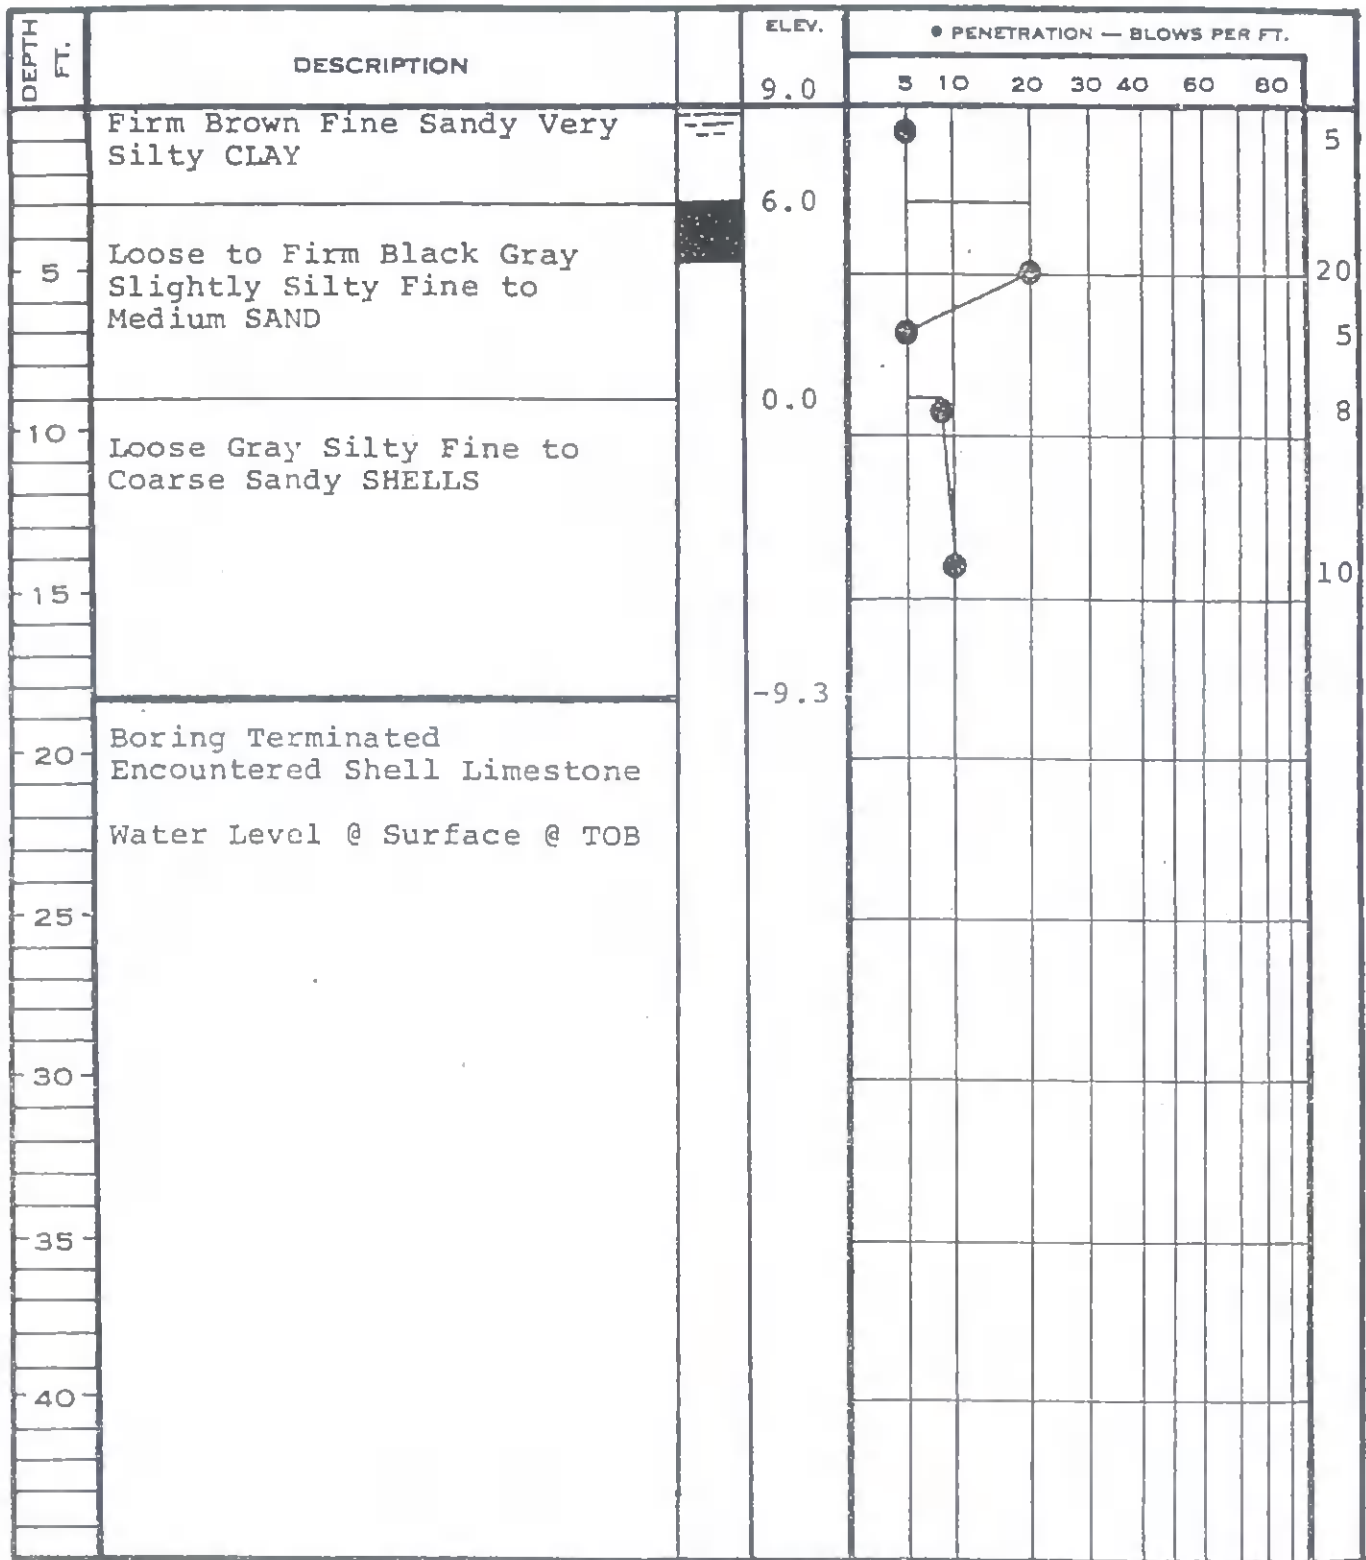 DEPTH FT.
DESCRIPTION
ELEV.
9.0
● PENETRATION — BLOWS PER FT.
5 10 20 30 40 60 80
Firm Brown Fine Sandy Very
Silty CLAY
5
6.0
Loose to Firm Black Gray
Slightly Silty Fine to
Medium SAND
5
20
5
0.0
8
10
Loose Gray Silty Fine to
Coarse Sandy SHELLS
10
15
-9.3
Boring Terminated
Encountered Shell Limestone
20
Water Level @ Surface @ TOB
25
30
35
40